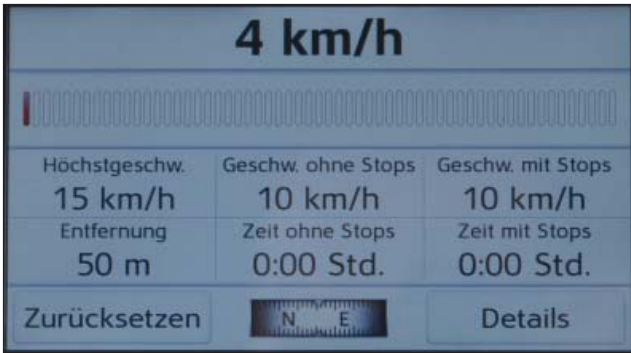 4 km/h
Höchstgeschw. Geschw. ohne Stops Geschw. mit Stops
15 km/h 10 km/h 10 km/h
Entfernung Zeit ohne Stops Zeit mit Stops
50 m 0:00 Std. 0:00 Std.
Zurücksetzen N E Details